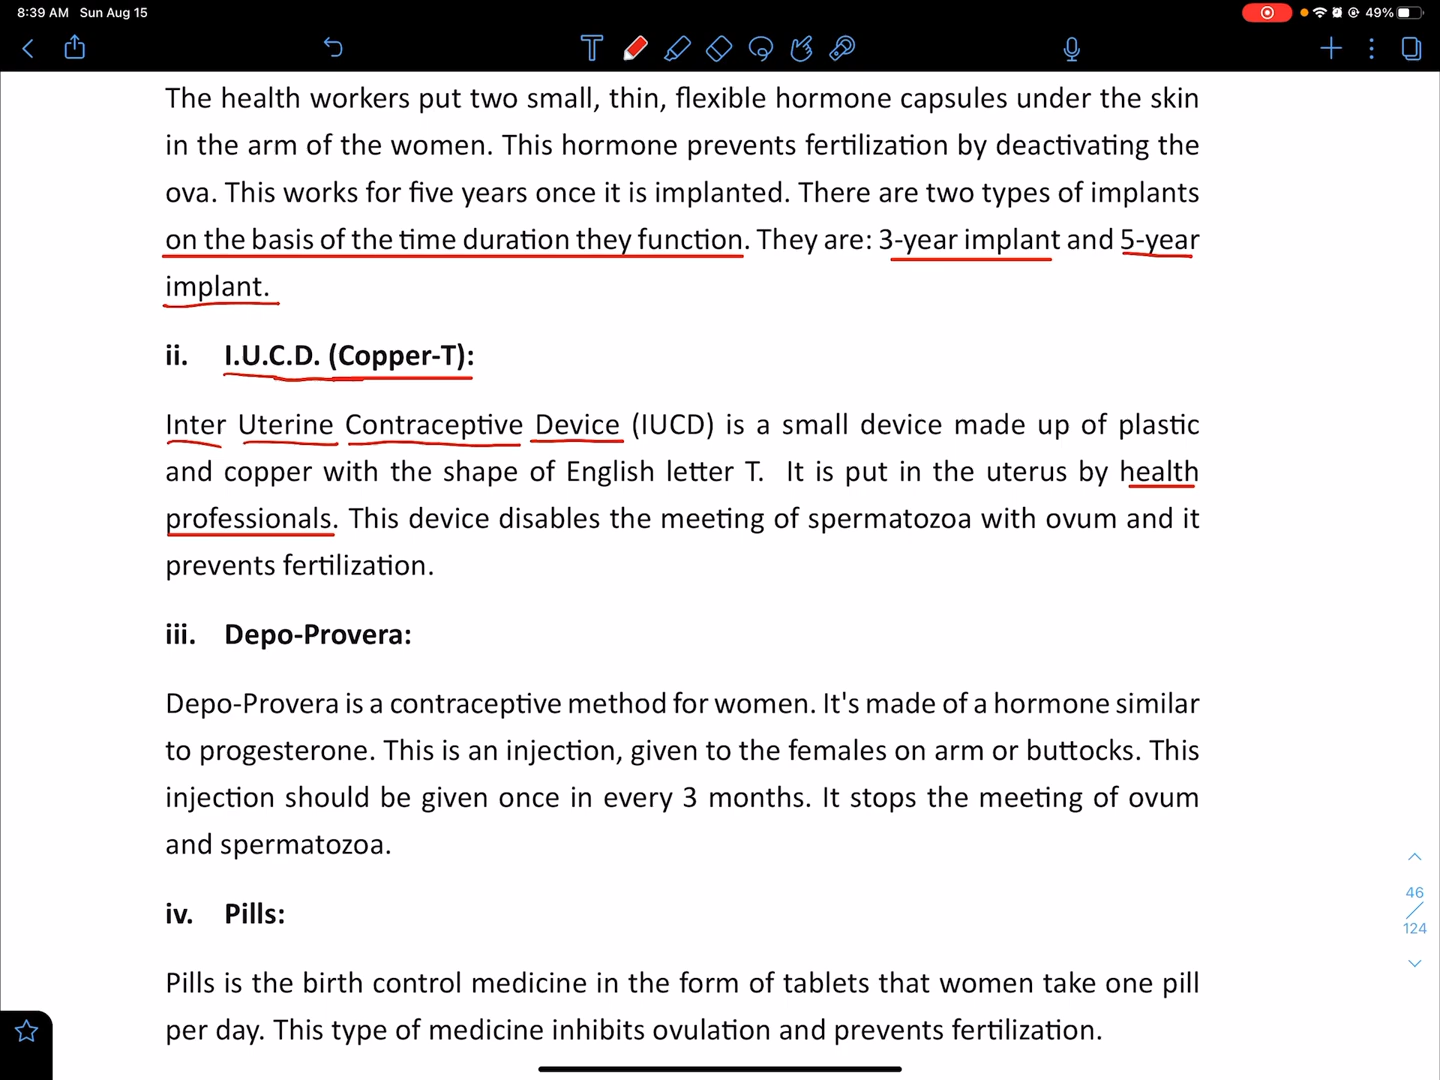 8:39 AM Sun Aug 15
49%
T
The health workers put two small, thin, flexible hormone capsules under the skin
in the arm of the women. This hormone prevents fertilization by deactivating the
ova. This works for five years once it is implanted. There are two types of implants
on the basis of the time duration they function. They are: 3-year implant and 5-year
implant.
ii. I.U.C.D. (Copper-T):
Inter Uterine Contraceptive Device (IUCD) is a small device made up of plastic
and copper with the shape of English letter T. It is put in the uterus by health
professionals. This device disables the meeting of spermatozoa with ovum and it
prevents fertilization.
iii. Depo-Provera:
Depo-Provera is a contraceptive method for women. It's made of a hormone similar
to progesterone. This is an injection, given to the females on arm or buttocks. This
injection should be given once in every 3 months. It stops the meeting of ovum
and spermatozoa.
iv. Pills:
Pills is the birth control medicine in the form of tablets that women take one pill
per day. This type of medicine inhibits ovulation and prevents fertilization.
46
124